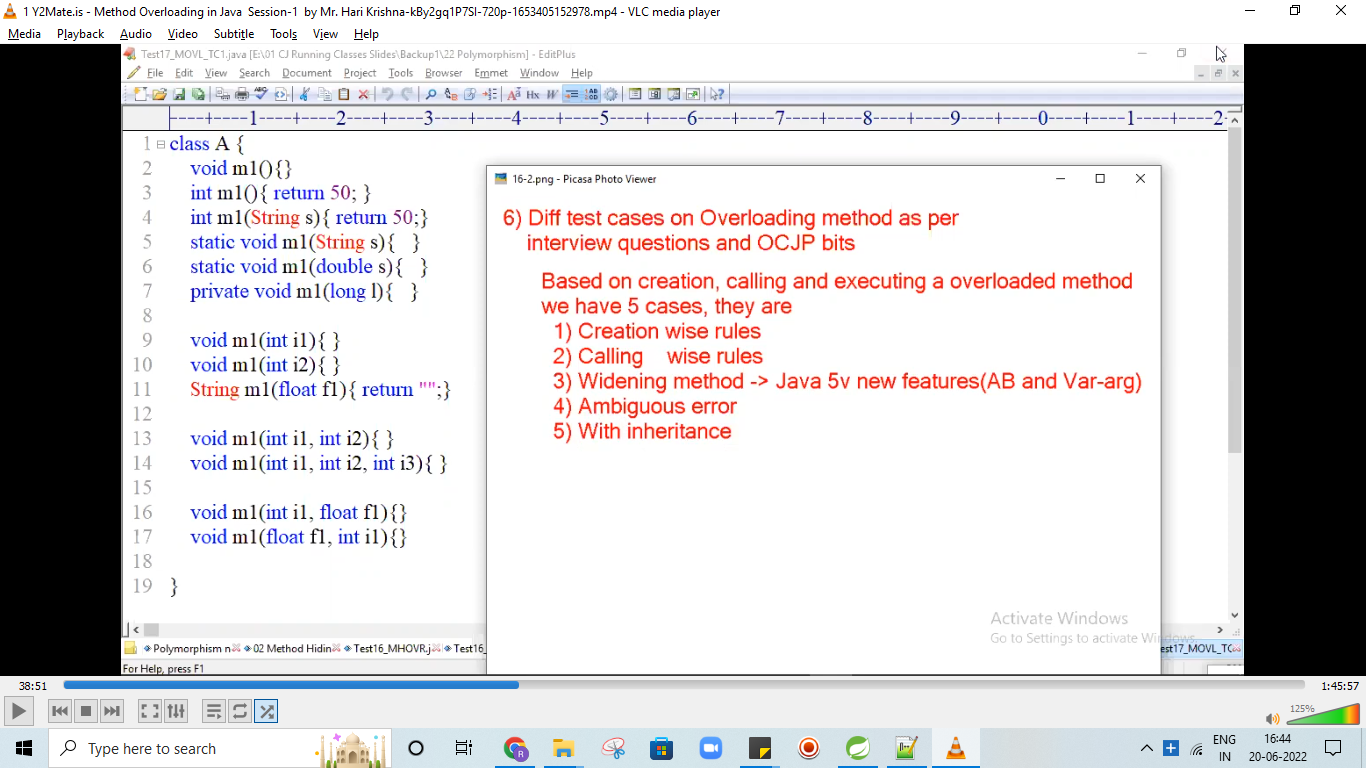 1 Y2Mate.is - Method Overloading in Java  Session-1  by Mr. Hari Krishna-kBy2gq1P7SI-720p-1653405152978.mp4 - VLC media player
Media Playback Audio Video Subtitle Tools View Help
Test17_MOVL_TC1.java [E:\01 CJ Running Classes Slides\Backup1\22 Polymorphism] - EditPlus
File Edit View Search Document Project Tools Browser Emmet Window Help
----+----1----+----2----+----3----+----4----+----5----+----6----+----7----+----8----+----9----+----0----+----1----+----2-
1 class A {
2 void m1(){}
3 int m1(){ return 50; }
4 int m1(String s){ return 50;}
5 static void m1(String s){   }
6 static void m1(double s){   }
7 private void m1(long l){   }
8
9 void m1(int i1){ }
10 void m1(int i2){ }
11 String m1(float f1){ return "";}
12
13 void m1(int i1, int i2){ }
14 void m1(int i1, int i2, int i3){ }
15
16 void m1(int i1, float f1){}
17 void m1(float f1, int i1){}
18
19 }
16-2.png - Picasa Photo Viewer
6) Diff test cases on Overloading method as per
interview questions and OCJP bits
Based on creation, calling and executing a overloaded method
we have 5 cases, they are
1) Creation wise rules
2) Calling    wise rules
3) Widening method -> Java 5v new features(AB and Var-arg)
4) Ambiguous error
5) With inheritance
Activate Windows
Go to Settings to activate Windows.
Polymorphism n 02 Method Hidin Test16_MHOVR.j Test16_ est17_MOVL_TC
For Help, press F1
38:51 1:45:57
125%
Type here to search
ENG
IN
16:44
20-06-2022